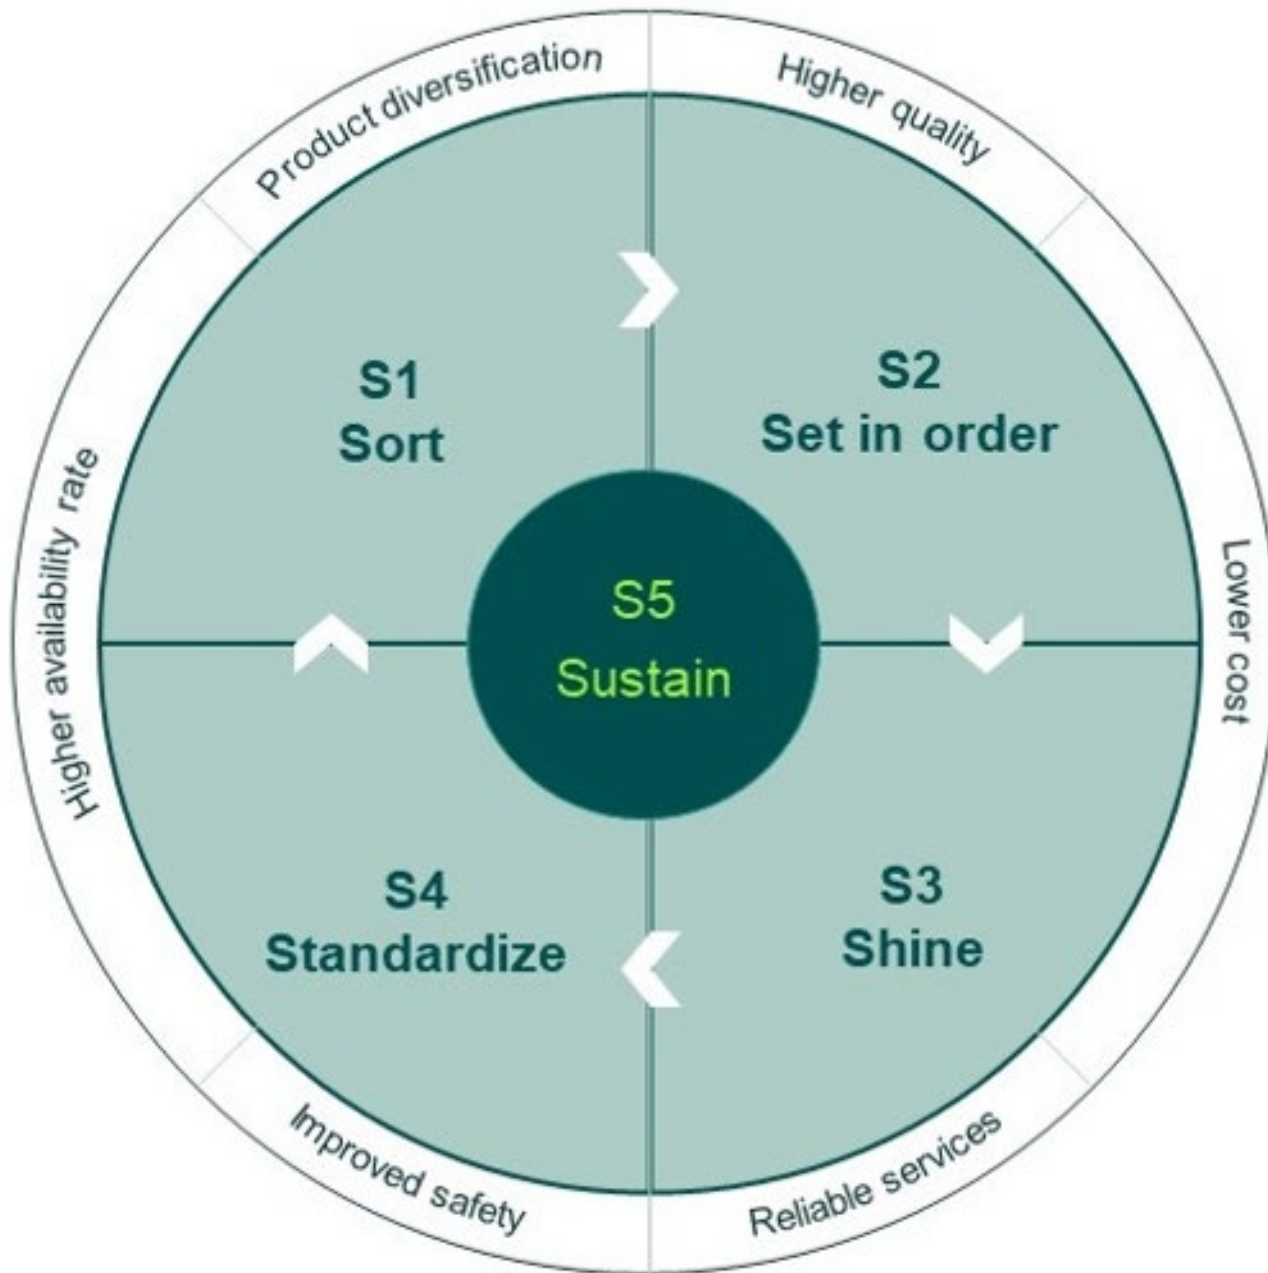 Product diversification
Higher quality
Lower cost
Reliable services
Improved safety
Higher availability rate
S1
Sort
S2
Set in order
S3
Shine
S4
Standardize
S5
Sustain